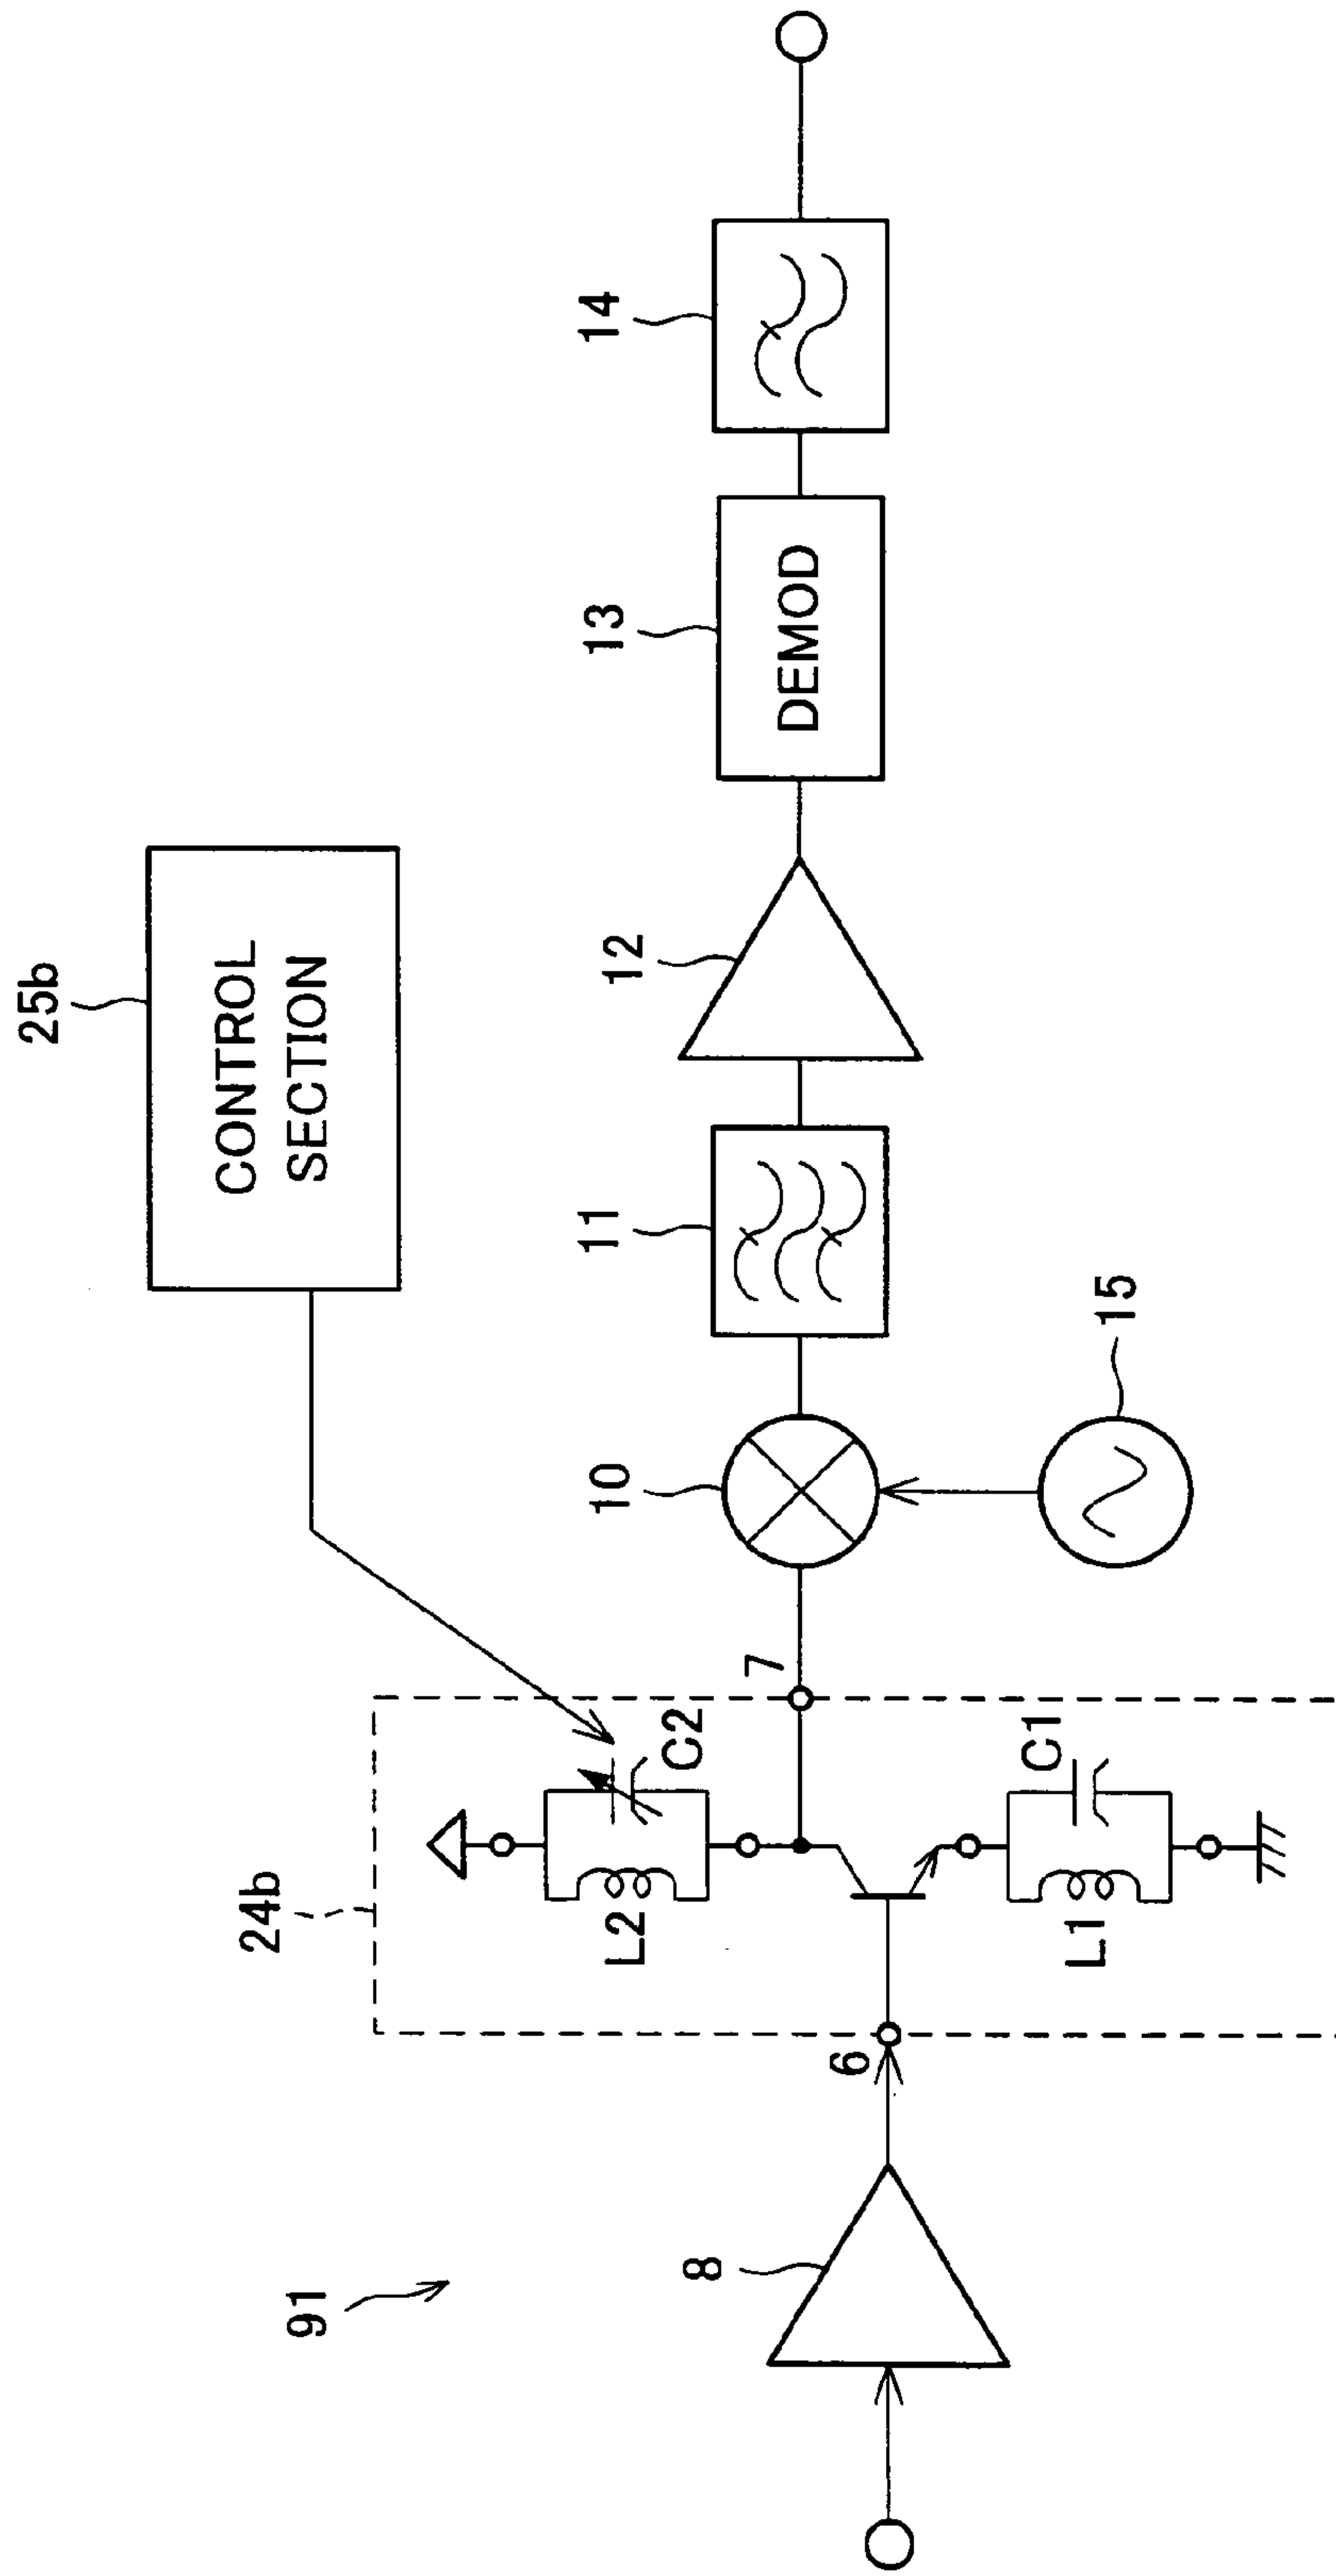 91
8
6
24b
L2
C2
L1
C1
7
10
15
11
12
13
DEMOD
14
25b
CONTROL
SECTION